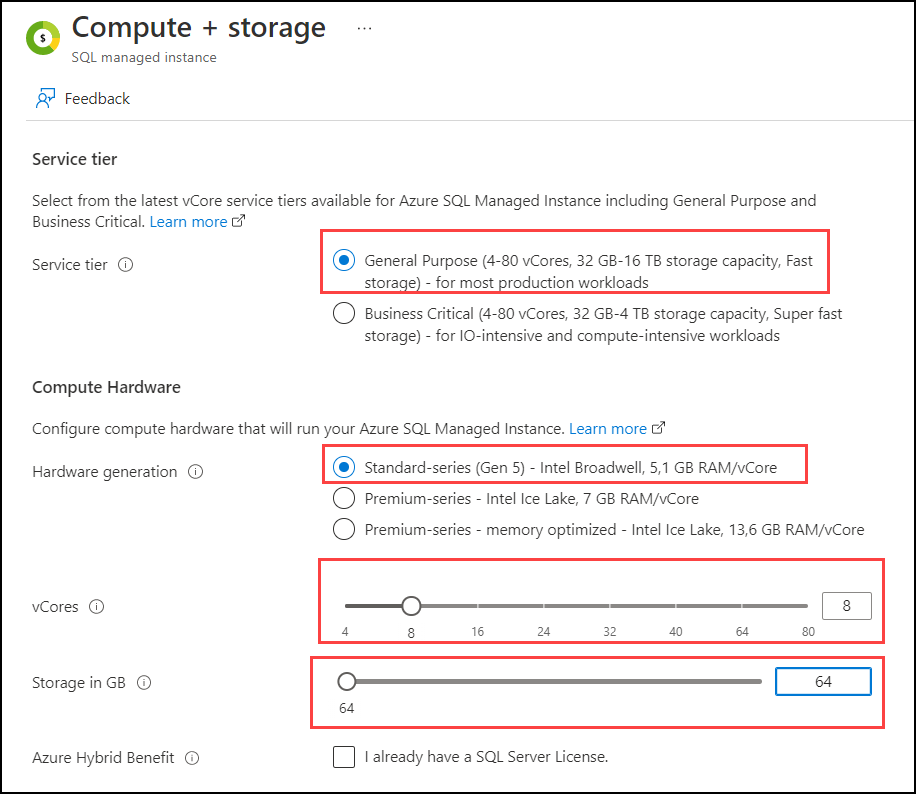 $
Compute + storage ...
SQL managed instance
Feedback
Service tier
Select from the latest vCore service tiers available for Azure SQL Managed Instance including General Purpose and
Business Critical. Learn more
Service tier
General Purpose (4-80 vCores, 32 GB-16 TB storage capacity, Fast
storage) - for most production workloads
Business Critical (4-80 vCores, 32 GB-4 TB storage capacity, Super fast
storage) - for IO-intensive and compute-intensive workloads
Compute Hardware
Configure compute hardware that will run your Azure SQL Managed Instance. Learn more
Hardware generation
Standard-series (Gen 5) - Intel Broadwell, 5,1 GB RAM/vCore
Premium-series - Intel Ice Lake, 7 GB RAM/vCore
Premium-series - memory optimized - Intel Ice Lake, 13,6 GB RAM/vCore
vCores
8
4 8 16 24 32 40 64 80
Storage in GB
64
64
Azure Hybrid Benefit
I already have a SQL Server License.